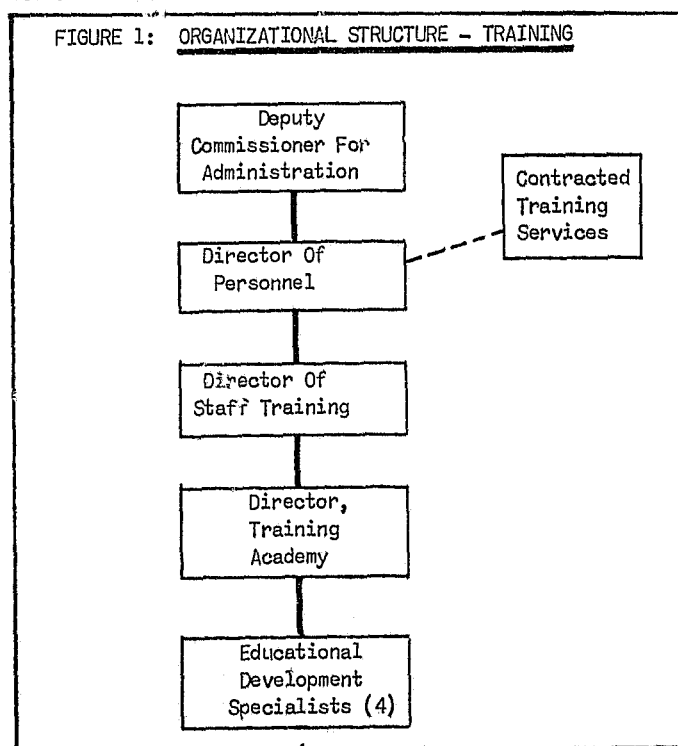 FIGURE 1: ORGANIZATIONAL STRUCTURE - TRAINING
Deputy
Commissioner For
Administration
Contracted
Training
Services
Director Of
Personnel
Director Of
Staff Training
Director,
Training
Academy
Educational
Development
Specialists (4)